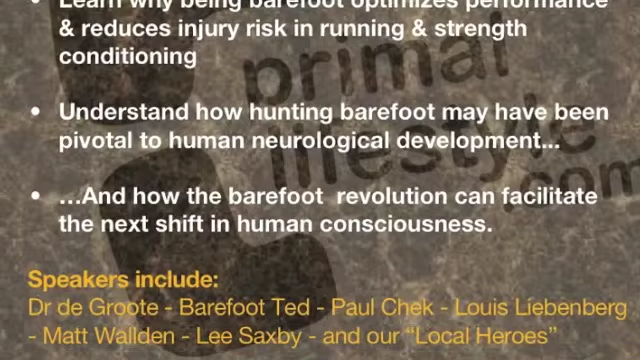 • Learn why being barefoot optimizes performance
& reduces injury risk in running & strength
conditioning
• Understand how hunting barefoot may have been
pivotal to human neurological development...
• ...And how the barefoot revolution can facilitate
the next shift in human consciousness.
primal
lifestyle
.com
Speakers include:
Dr de Groote - Barefoot Ted - Paul Chek - Louis Liebenberg
- Matt Wallden - Lee Saxby - and our “Local Heroes”